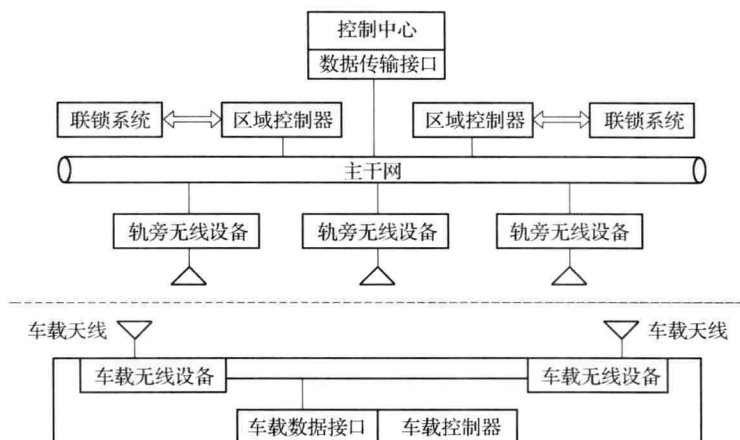 控制中心
数据传输接口
联锁系统 区域控制器 区域控制器 联锁系统
主干网
轨旁无线设备 轨旁无线设备 轨旁无线设备
车载天线 车载天线
车载无线设备 车载无线设备
车载数据接口 车载控制器